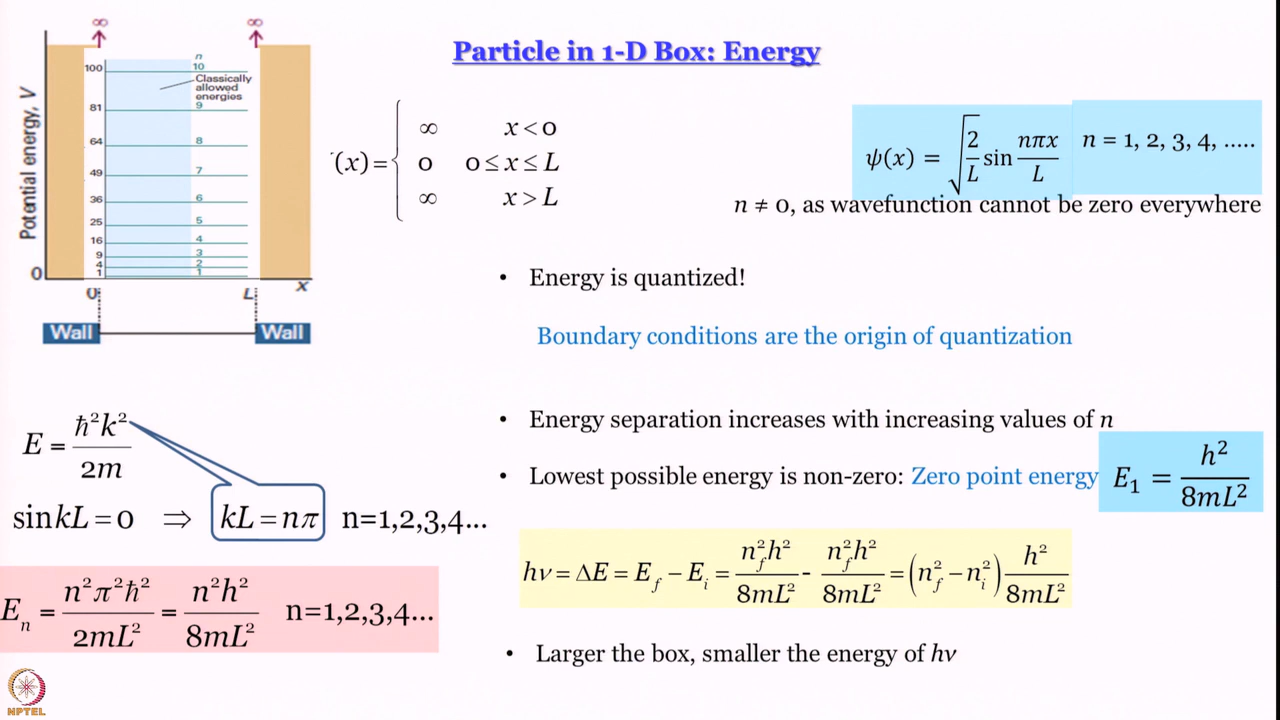 Particle in 1-D Box: Energy
∞ ∞
Potential energy, V
n
100 10
Classically
allowed
energies
81 9
64 8
49 7
36 6
25 5
16 4
9 3
4 2
1 1
0
0 L x
Wall Wall
(x) = { ∞ x < 0
0 0 ≤ x ≤ L
∞ x > L
ψ(x) = √(2/L) sin nπx/L n = 1, 2, 3, 4, .....
n ≠ 0, as wavefunction cannot be zero everywhere
• Energy is quantized!
Boundary conditions are the origin of quantization
E = ħ²k²/2m
sin kL = 0 ⇒ kL = nπ n=1,2,3,4...
Eₙ = n²π²ħ²/2mL² = n²h²/8mL² n=1,2,3,4...
• Energy separation increases with increasing values of n
• Lowest possible energy is non-zero: Zero point energy E₁ = h²/8mL²
hν = ΔE = E_f − E_i = n_f²h²/8mL² - n_f²h²/8mL² = (n_f² − n_i²) h²/8mL²
• Larger the box, smaller the energy of hν
NPTEL